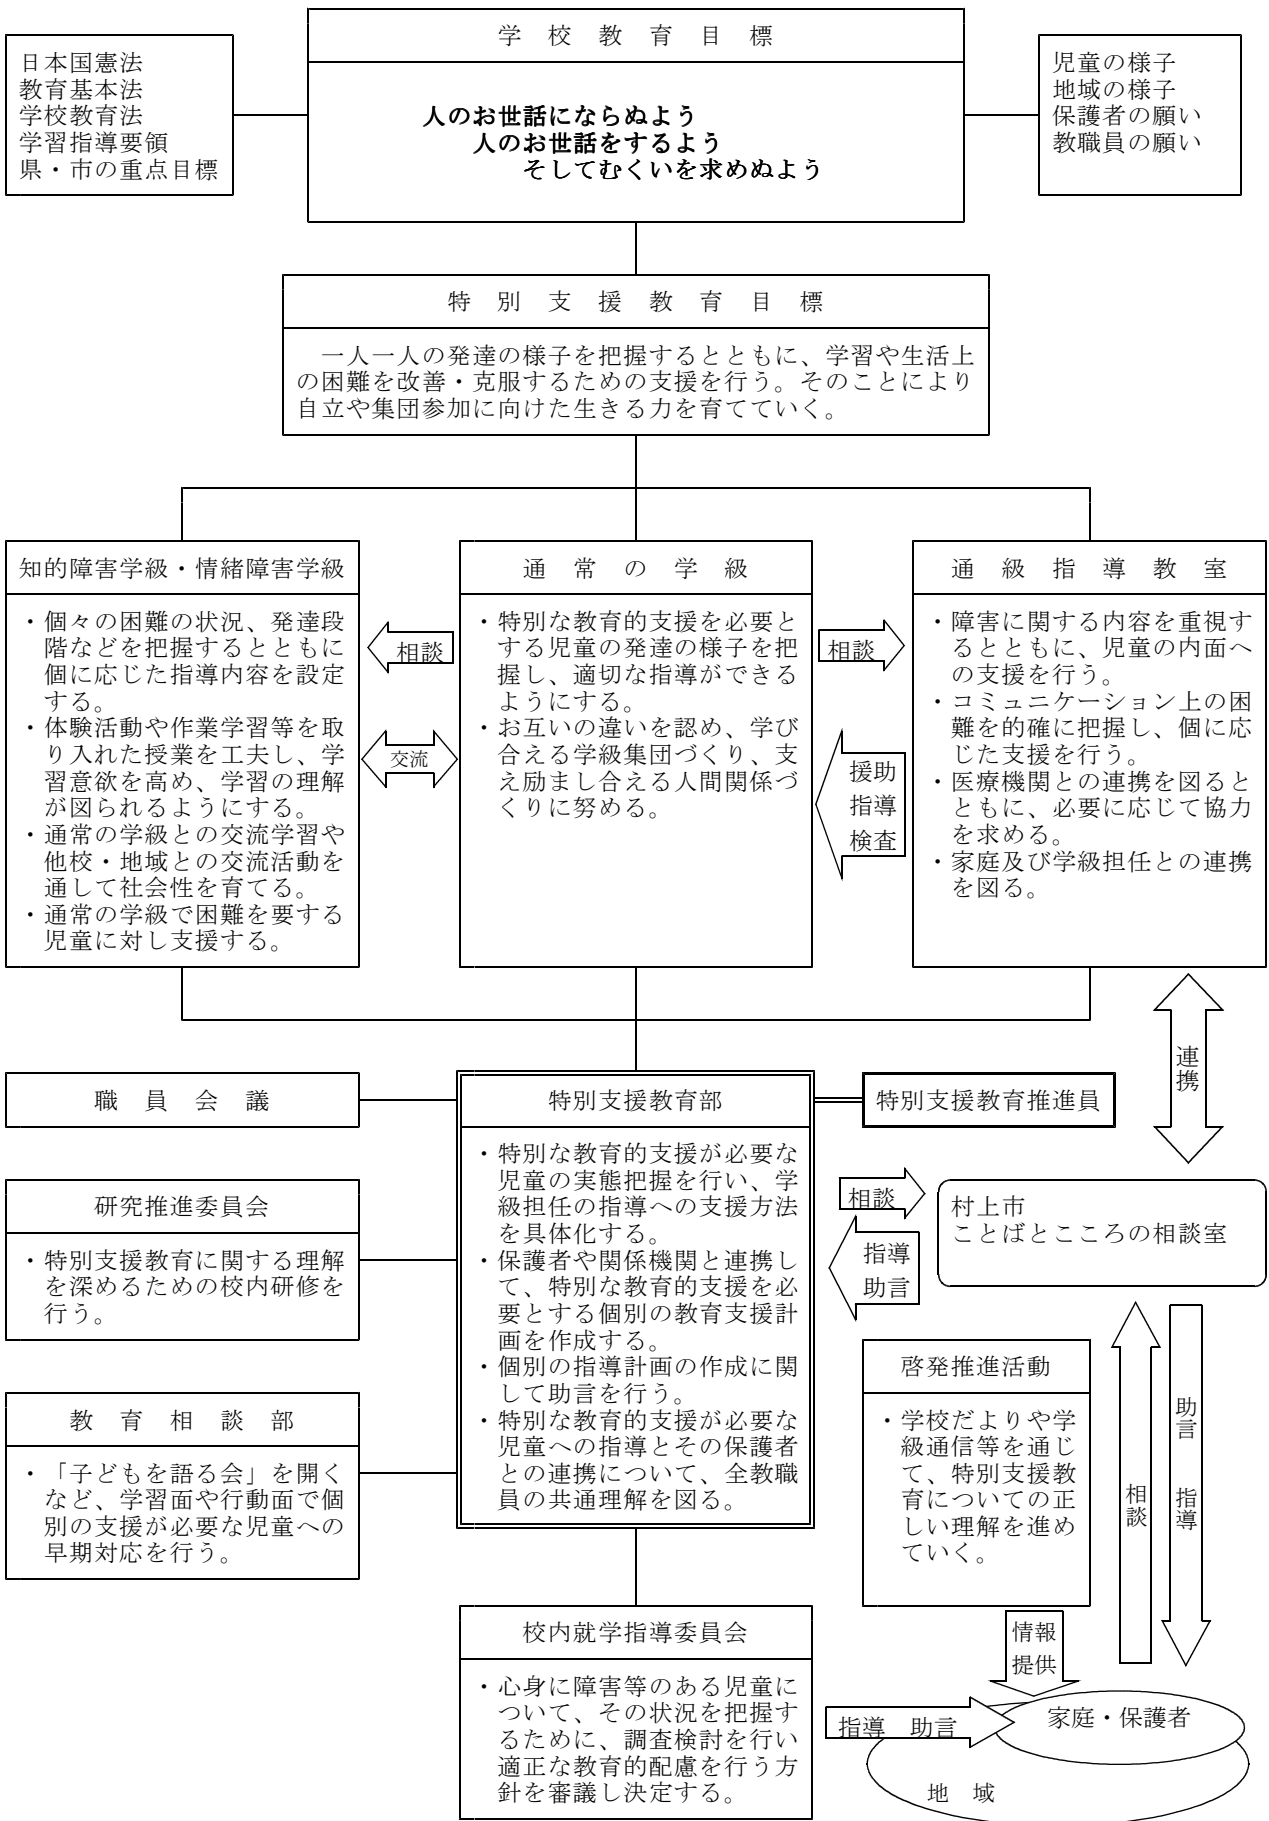 学 校 教 育 目 標
人のお世話にならぬよう
人のお世話をするよう
そしてむくいを求めぬよう
日本国憲法
教育基本法
学校教育法
学習指導要領
県・市の重点目標
児童の様子
地域の様子
保護者の願い
教職員の願い
特 別 支 援 教 育 目 標
一人一人の発達の様子を把握するとともに、学習や生活上
の困難を改善・克服するための支援を行う。そのことにより
自立や集団参加に向けた生きる力を育てていく。
知的障害学級・情緒障害学級
・個々の困難の状況、発達段
階などを把握するとともに
個に応じた指導内容を設定
する。
・体験活動や作業学習等を取
り入れた授業を工夫し、学
習意欲を高め、学習の理解
が図られるようにする。
・通常の学級との交流学習や
他校・地域との交流活動を
通して社会性を育てる。
・通常の学級で困難を要する
児童に対し支援する。
相談
交流
通 常 の 学 級
・特別な教育的支援を必要と
する児童の発達の様子を把
握し、適切な指導ができる
ようにする。
・お互いの違いを認め、学び
合える学級集団づくり、支
え励まし合える人間関係づ
くりに努める。
相談
援助
指導
検査
通 級 指 導 教 室
・障害に関する内容を重視す
るとともに、児童の内面へ
の支援を行う。
・コミュニケーション上の困
難を的確に把握し、個に応
じた支援を行う。
・医療機関との連携を図ると
ともに、必要に応じて協力
を求める。
・家庭及び学級担任との連携
を図る。
連携
職 員 会 議
研究推進委員会
・特別支援教育に関する理解
を深めるための校内研修を
行う。
教 育 相 談 部
・「子どもを語る会」を開く
など、学習面や行動面で個
別の支援が必要な児童への
早期対応を行う。
特別支援教育部
・特別な教育的支援が必要な
児童の実態把握を行い、学
級担任の指導への支援方法
を具体化する。
・保護者や関係機関と連携し
て、特別な教育的支援を必
要とする個別の教育支援計
画を作成する。
・個別の指導計画の作成に関
して助言を行う。
・特別な教育的支援が必要な
児童への指導とその保護者
との連携について、全教職
員の共通理解を図る。
特別支援教育推進員
相談
指導
助言
村上市
ことばとこころの相談室
啓発推進活動
・学校だよりや学
級通信等を通じ
て、特別支援教
育についての正
しい理解を進め
ていく。
相談
助言 指導
情報
提供
校内就学指導委員会
・心身に障害等のある児童に
ついて、その状況を把握す
るために、調査検討を行い
適正な教育的配慮を行う方
針を審議し決定する。
指導 助言
家庭・保護者
地 域